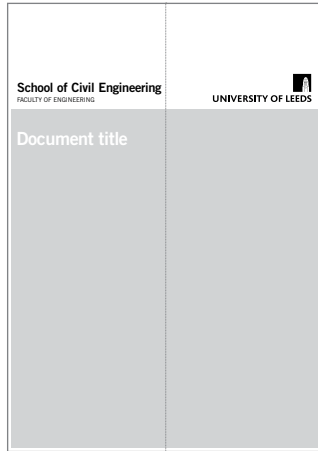 School of Civil Engineering
FACULTY OF ENGINEERING
UNIVERSITY OF LEEDS
Document title